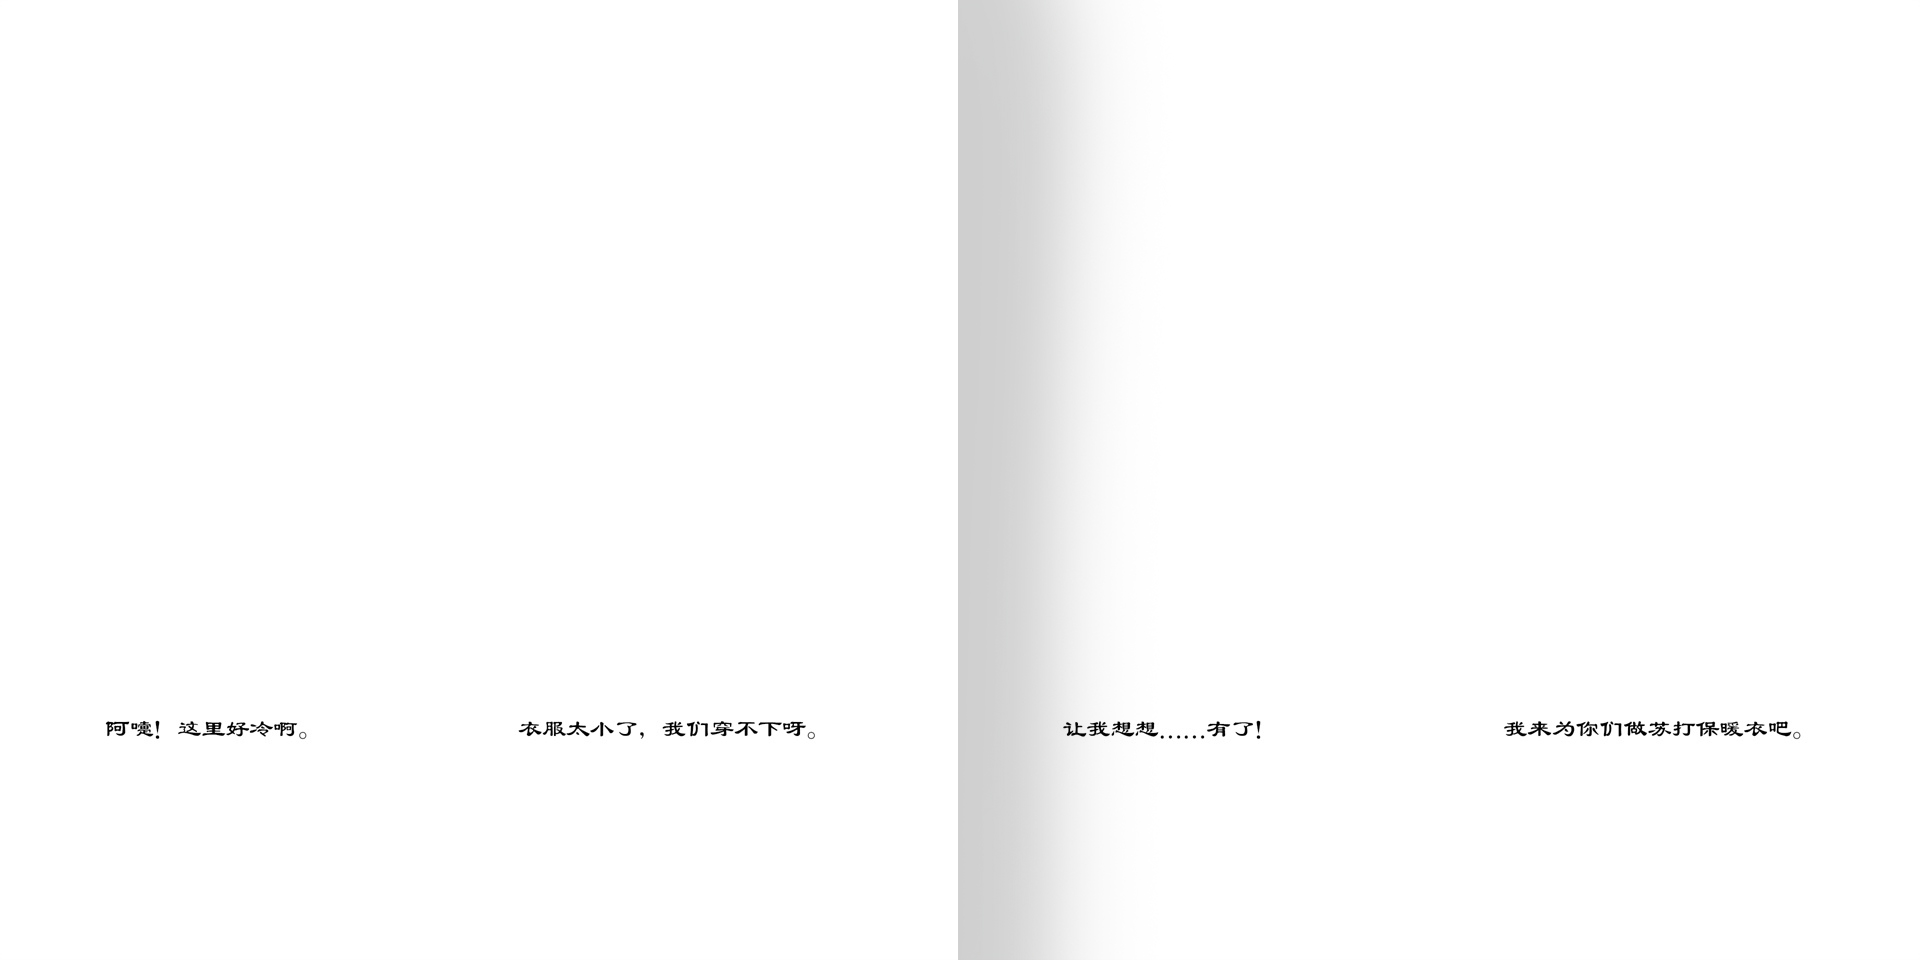 阿嚏！这里好冷啊。
衣服太小了，我们穿不下呀。
让我想想……有了！
我来为你们做苏打保暖衣吧。